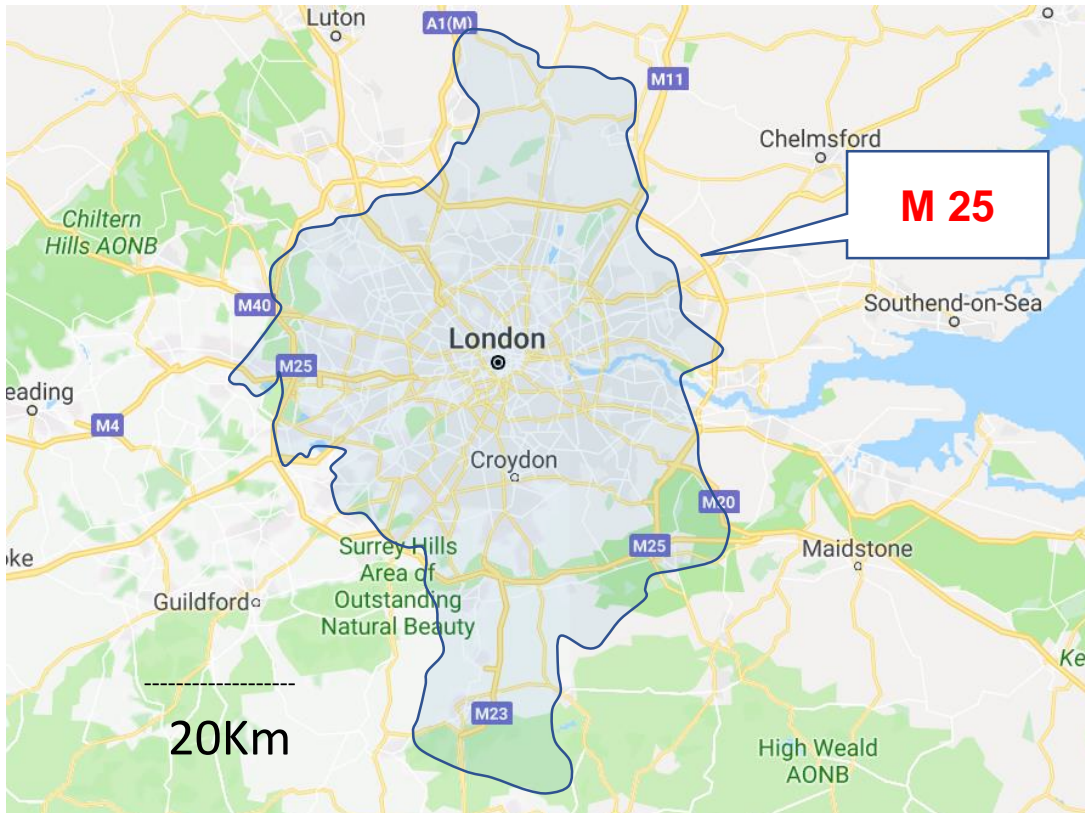 Luton
A1(M)
M11
Chelmsford
M 25
Chiltern
Hills AONB
M40
Southend-on-Sea
London
M25
eading
M4
Croydon
M20
M25
oke
Surrey Hills
Area of
Outstanding
Natural Beauty
Maidstone
Guildford
Ke
20Km
M23
High Weald
AONB